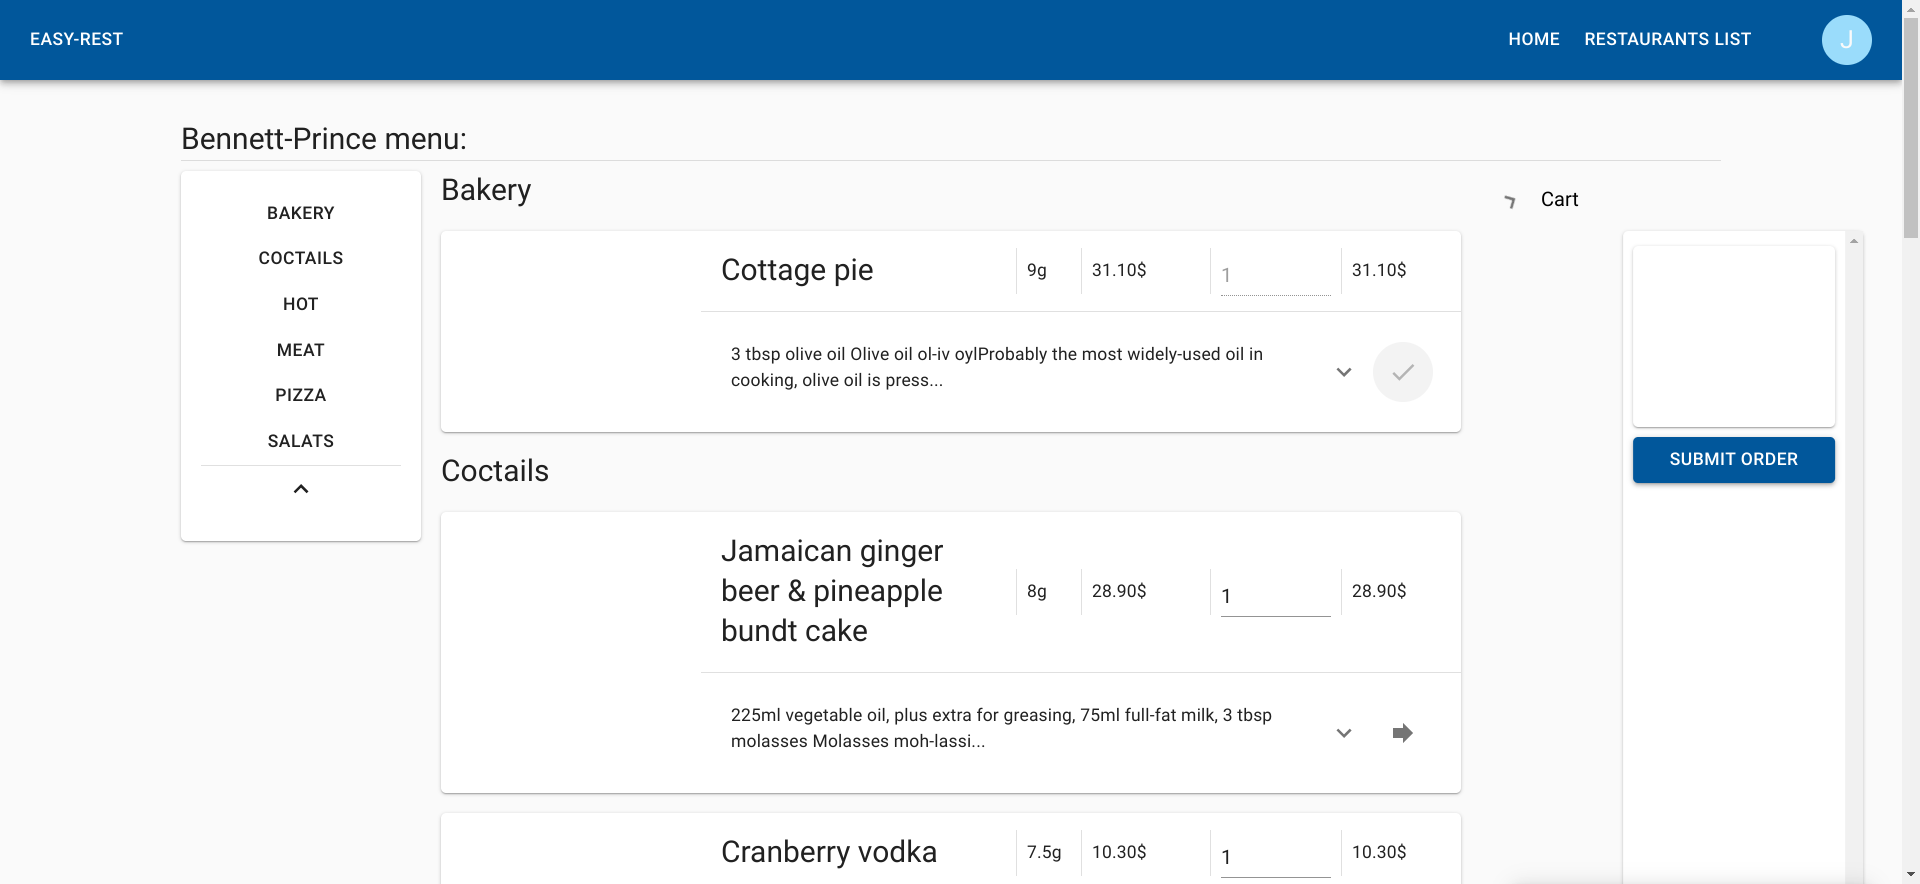 EASY-REST
HOME
RESTAURANTS LIST
J
Bennett-Prince menu:
BAKERY
COCTAILS
HOT
MEAT
PIZZA
SALATS
Bakery
Cart
Cottage pie
9g
31.10$
1
31.10$
3 tbsp olive oil Olive oil ol-iv oylProbably the most widely-used oil in
cooking, olive oil is press...
SUBMIT ORDER
Coctails
Jamaican ginger
beer & pineapple
bundt cake
8g
28.90$
1
28.90$
225ml vegetable oil, plus extra for greasing, 75ml full-fat milk, 3 tbsp
molasses Molasses moh-lassi...
Cranberry vodka
7.5g
10.30$
1
10.30$